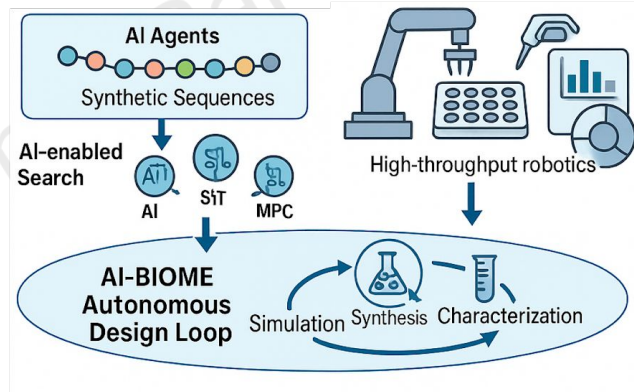 AI Agents
Synthetic Sequences
AI-enabled
Search
AI
MPC
High-throughput robotics
AI-BIOME
Autonomous
Design Loop
Simulation
Synthesis
Characterization